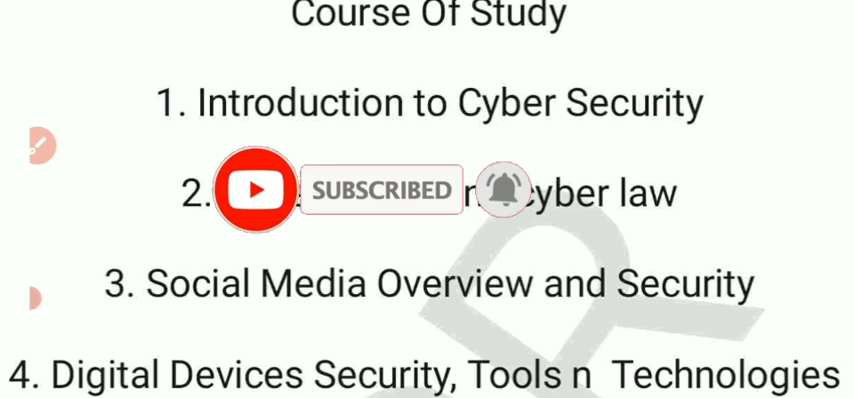 Course Of Study
1. Introduction to Cyber Security
2. SUBSCRIBED cyber law
3. Social Media Overview and Security
4. Digital Devices Security, Tools n Technologies